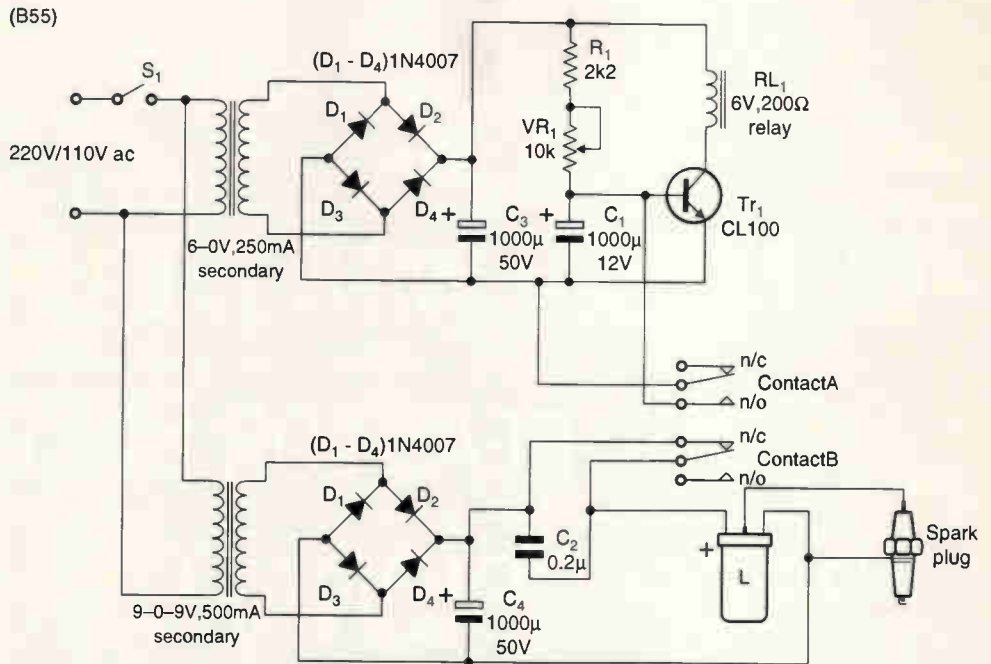 (B55)
S1
220V/110V ac
(D1 - D4)1N4007
D1
D2
D3
D4
6–0V,250mA
secondary
+
C3
1000μ
50V
R1
2k2
VR1
10k
+
C1
1000μ
12V
RL1
6V,200Ω
relay
Tr1
CL100
n/c
ContactA
n/o
(D1 - D4)1N4007
D1
D2
D3
D4
9–0–9V,500mA
secondary
+
C4
1000μ
50V
C2
0.2μ
n/c
ContactB
n/o
+
L
Spark
plug